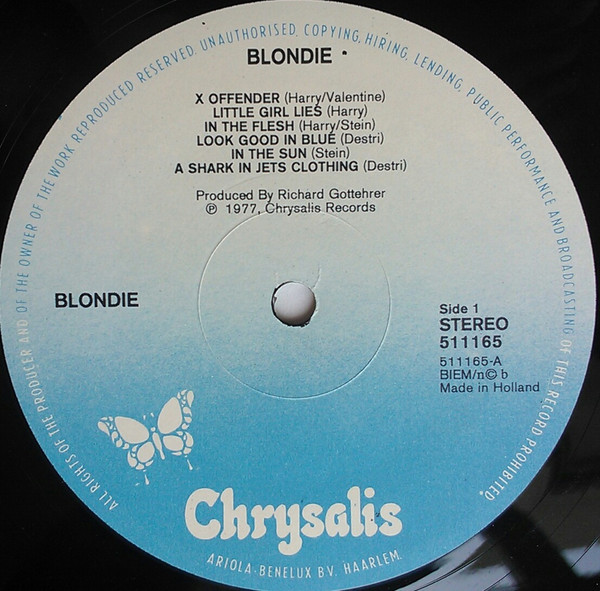 BLONDIE
X OFFENDER (Harry/Valentine)
LITTLE GIRL LIES (Harry)
IN THE FLESH (Harry/Stein)
LOOK GOOD IN BLUE (Destri)
IN THE SUN (Stein)
A SHARK IN JETS CLOTHING (Destri)
Produced By Richard Gottehrer
℗ 1977, Chrysalis Records
BLONDIE
Side 1
STEREO
511165
511165-A
BIEM/n© b
Made in Holland
Chrysalis
ARIOLA-BENELUX B.V. HAARLEM.
ALL RIGHTS OF THE PRODUCER AND OF THE OWNER OF THE WORK REPRODUCED RESERVED. UNAUTHORISED, COPYING, HIRING, LENDING, PUBLIC PERFORMANCE AND BROADCASTING OF THIS RECORD PROHIBITED.